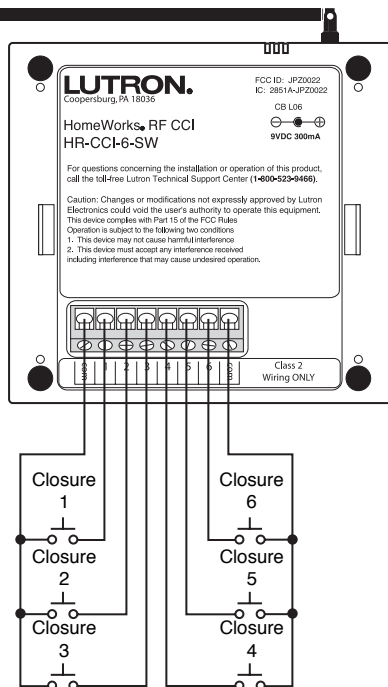 LUTRON.
Coopersburg, PA 18036
FCC ID: JPZ0022
IC: 2851A-JPZ0022
CB L06
9VDC 300mA
HomeWorks® RF CCI
HR-CCI-6-SW
For questions concerning the installation or operation of this product,
call the toll-free Lutron Technical Support Center (1-800-523-9466).
Caution: Changes or modifications not expressly approved by Lutron
Electronics could void the user's authority to operate this equipment.
This device complies with Part 15 of the FCC Rules
Operation is subject to the following two conditions
1. This device may not cause harmful interference
2. This device must accept any interference received
including interference that may cause undesired operation.
com 1 2 3 4 5 6 com
Class 2
Wiring ONLY
Closure
1
Closure
2
Closure
3
Closure
6
Closure
5
Closure
4